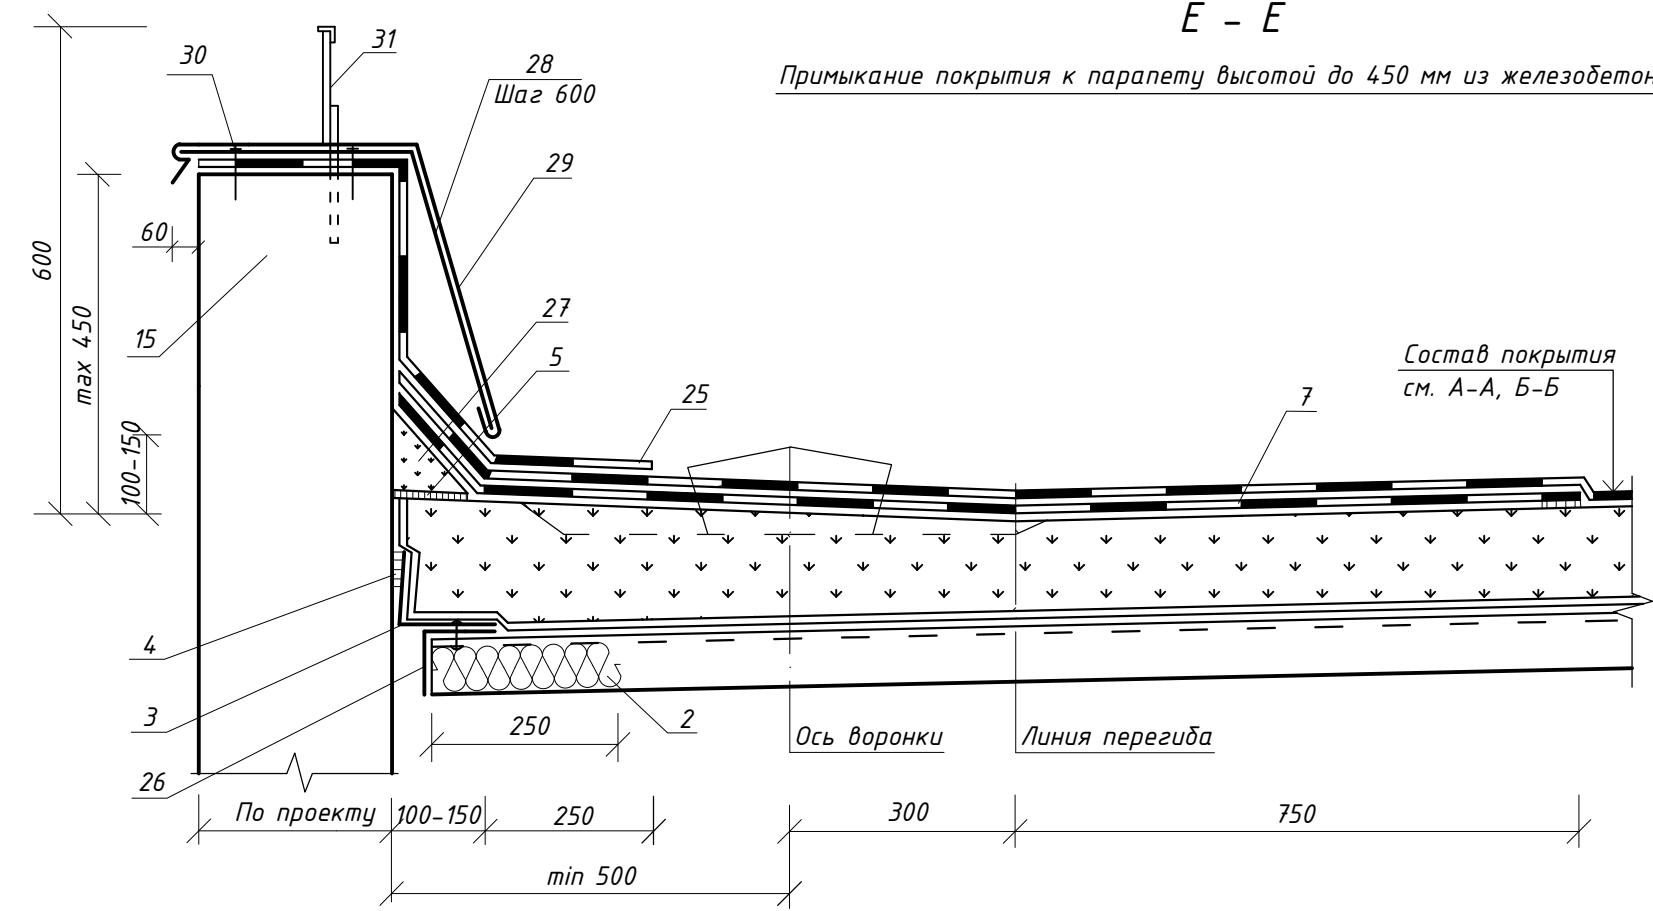 Е - Е
Примыкание покрытия к парапету высотой до 450 мм из железобетон
30
31
28
Шаг 600
29
60
600
max 450
100-150
15
27
5
25
7
Состав покрытия
см. А-А, Б-Б
4
3
26
2
250
Ось воронки
Линия перегиба
По проекту
100-150
250
300
750
min 500